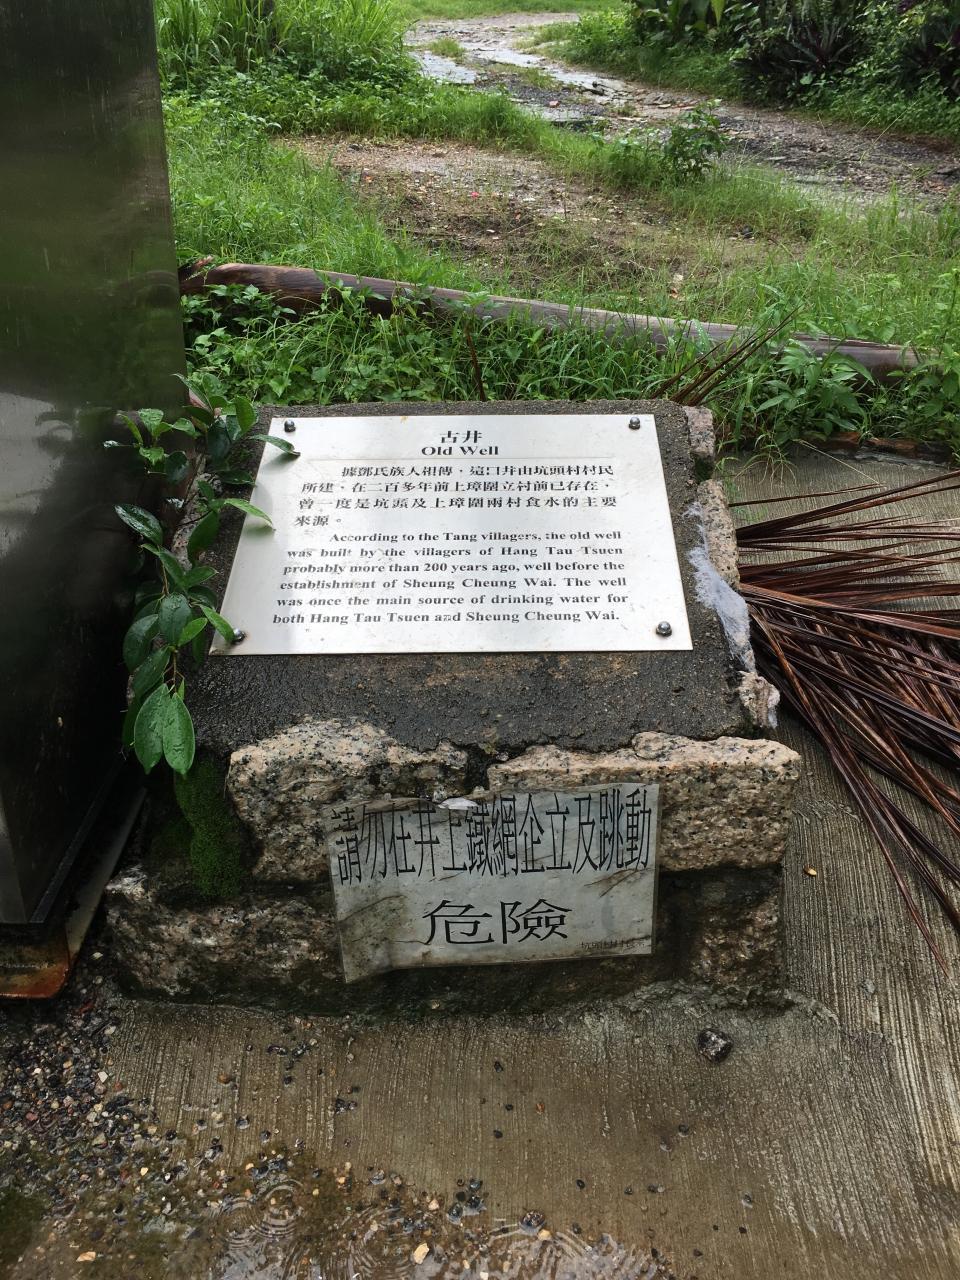 古井
Old Well
據鄧氏族人祖傳，這口井由坑頭村村民
所建，在二百多年前上璋圍立村前已存在，
曾一度是坑頭及上璋圍兩村食水的主要
來源。
According to the Tang villagers, the old well
was built by the villagers of Hang Tau Tsuen
probably more than 200 years ago, well before the
establishment of Sheung Cheung Wai. The well
was once the main source of drinking water for
both Hang Tau Tsuen and Sheung Cheung Wai.
請勿在井上鐵網企立及跳動
危險